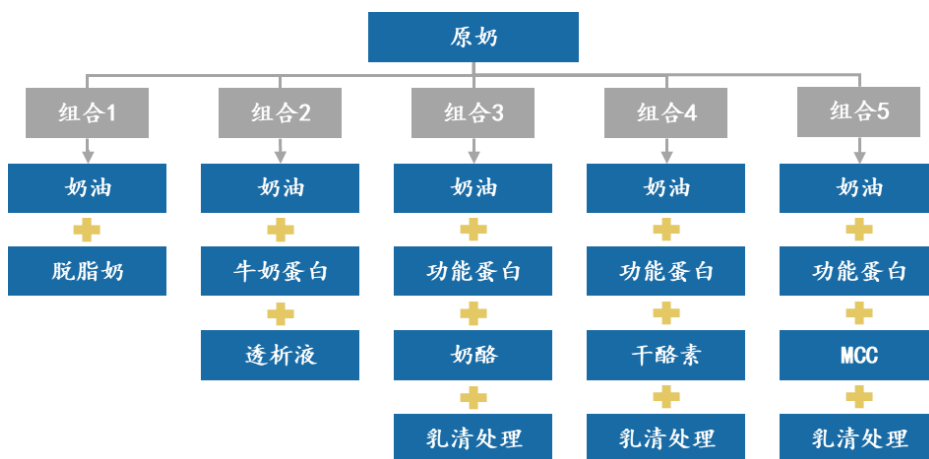 原奶
组合1
组合2
组合3
组合4
组合5
奶油
奶油
奶油
奶油
奶油
脱脂奶
牛奶蛋白
功能蛋白
功能蛋白
功能蛋白
透析液
奶酪
干酪素
MCC
乳清处理
乳清处理
乳清处理